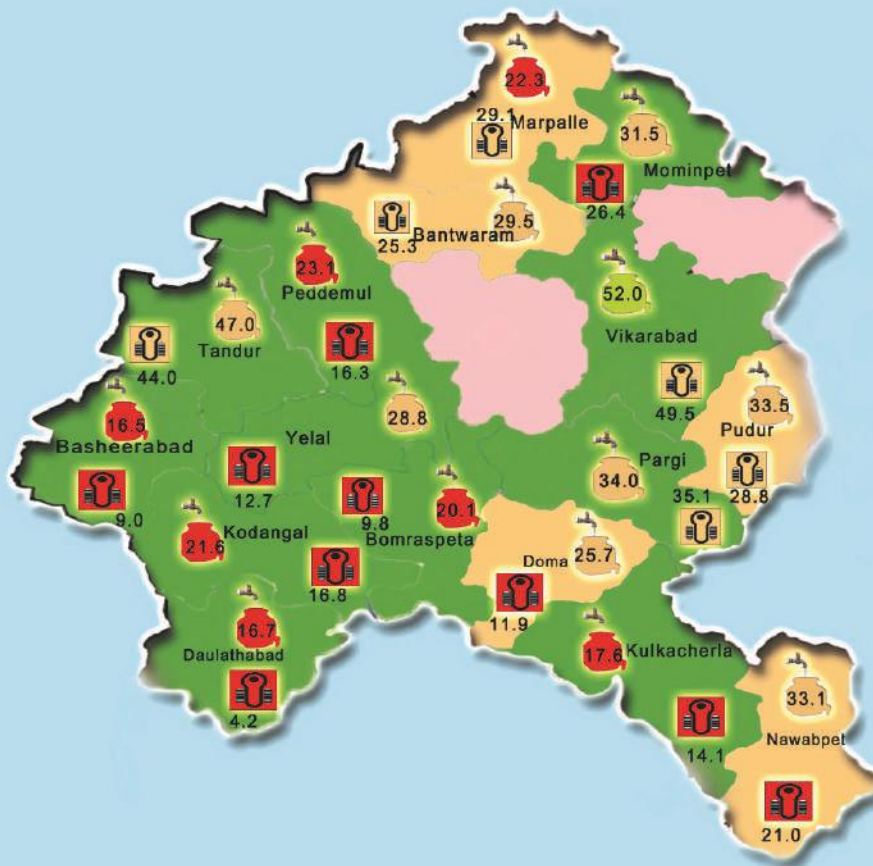 22.3
29.1
Marpalle
31.5
Mominpet
26.4
29.5
Bantwaram
25.3
23.1
Peddemul
52.0
Vikarabad
47.0
Tandur
44.0
16.3
49.5
33.5
Pudur
28.8
16.5
Basheerabad
9.0
28.8
Yelal
12.7
Pargi
34.0
35.1
9.8
20.1
Bomraspeta
21.6
Kodangal
16.8
Doma
25.7
11.9
16.7
Daulathabad
4.2
17.6
Kulkacherla
14.1
33.1
Nawabpet
21.0